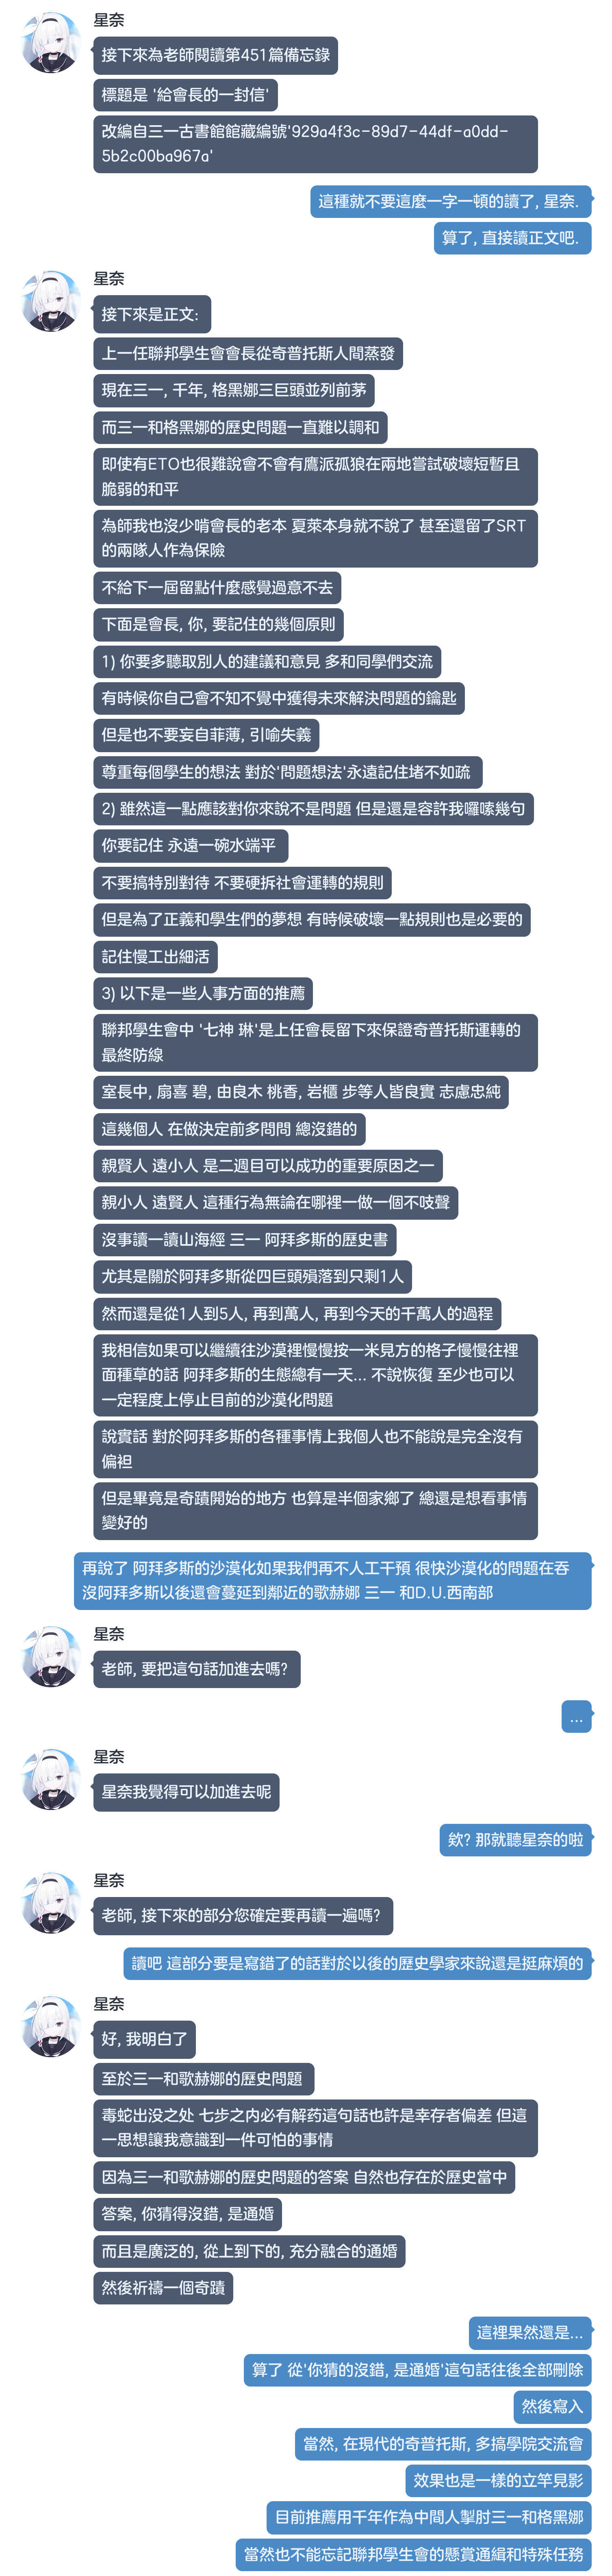 星奈
接下來為老師閱讀第451篇備忘錄
標題是 '給會長的一封信'
改編自三一古書館館藏編號'929a4f3c-89d7-44df-a0dd-
5b2c00ba967a'
這種就不要這麼一字一頓的讀了, 星奈.
算了, 直接讀正文吧.
星奈
接下來是正文:
上一任聯邦學生會會長從奇普托斯人間蒸發
現在三一, 千年, 格黑娜三巨頭並列前茅
而三一和格黑娜的歷史問題一直難以調和
即使有ETO也很難說會不會有鷹派孤狼在兩地嘗試破壞短暫且
脆弱的和平
為師我也沒少啃會長的老本 夏萊本身就不說了 甚至還留了SRT
的兩隊人作為保險
不給下一屆留點什麼感覺過意不去
下面是會長, 你, 要記住的幾個原則
1) 你要多聽取別人的建議和意見 多和同學們交流
有時候你自己會不知不覺中獲得未來解決問題的鑰匙
但是也不要妄自菲薄, 引喻失義
尊重每個學生的想法 對於'問題想法'永遠記住堵不如疏
2) 雖然這一點應該對你來說不是問題 但是還是容許我囉嗦幾句
你要記住 永遠一碗水端平
不要搞特別對待 不要硬拆社會運轉的規則
但是為了正義和學生們的夢想 有時候破壞一點規則也是必要的
記住慢工出細活
3) 以下是一些人事方面的推薦
聯邦學生會中 '七神 琳'是上任會長留下來保證奇普托斯運轉的
最終防線
室長中, 扇喜 碧, 由良木 桃香, 岩櫃 步等人皆良實 志慮忠純
這幾個人 在做決定前多問問 總沒錯的
親賢人 遠小人 是二週目可以成功的重要原因之一
親小人 遠賢人 這種行為無論在哪裡一做一個不吱聲
沒事讀一讀山海經 三一 阿拜多斯的歷史書
尤其是關於阿拜多斯從四巨頭殞落到只剩1人
然而還是從1人到5人, 再到萬人, 再到今天的千萬人的過程
我相信如果可以繼續往沙漠裡慢慢按一米見方的格子慢慢往裡
面種草的話 阿拜多斯的生態總有一天... 不說恢復 至少也可以
一定程度上停止目前的沙漠化問題
說實話 對於阿拜多斯的各種事情上我個人也不能說是完全沒有
偏袒
但是畢竟是奇蹟開始的地方 也算是半個家鄉了 總還是想看事情
變好的
再說了 阿拜多斯的沙漠化如果我們再不人工干預 很快沙漠化的問題在吞
沒阿拜多斯以後還會蔓延到鄰近的歌赫娜 三一 和D.U.西南部
星奈
老師, 要把這句話加進去嗎?
...
星奈
星奈我覺得可以加進去呢
欸? 那就聽星奈的啦
星奈
老師, 接下來的部分您確定要再讀一遍嗎?
讀吧 這部分要是寫錯了的話對於以後的歷史學家來說還是挺麻煩的
星奈
好, 我明白了
至於三一和歌赫娜的歷史問題
毒蛇出没之处 七步之内必有解药這句話也許是幸存者偏差 但這
一思想讓我意識到一件可怕的事情
因為三一和歌赫娜的歷史問題的答案 自然也存在於歷史當中
答案, 你猜得沒錯, 是通婚
而且是廣泛的, 從上到下的, 充分融合的通婚
然後祈禱一個奇蹟
這裡果然還是...
算了 從'你猜的沒錯, 是通婚'這句話往後全部刪除
然後寫入
當然, 在現代的奇普托斯, 多搞學院交流會
效果也是一樣的立竿見影
目前推薦用千年作為中間人掣肘三一和格黑娜
當然也不能忘記聯邦學生會的懸賞通緝和特殊任務